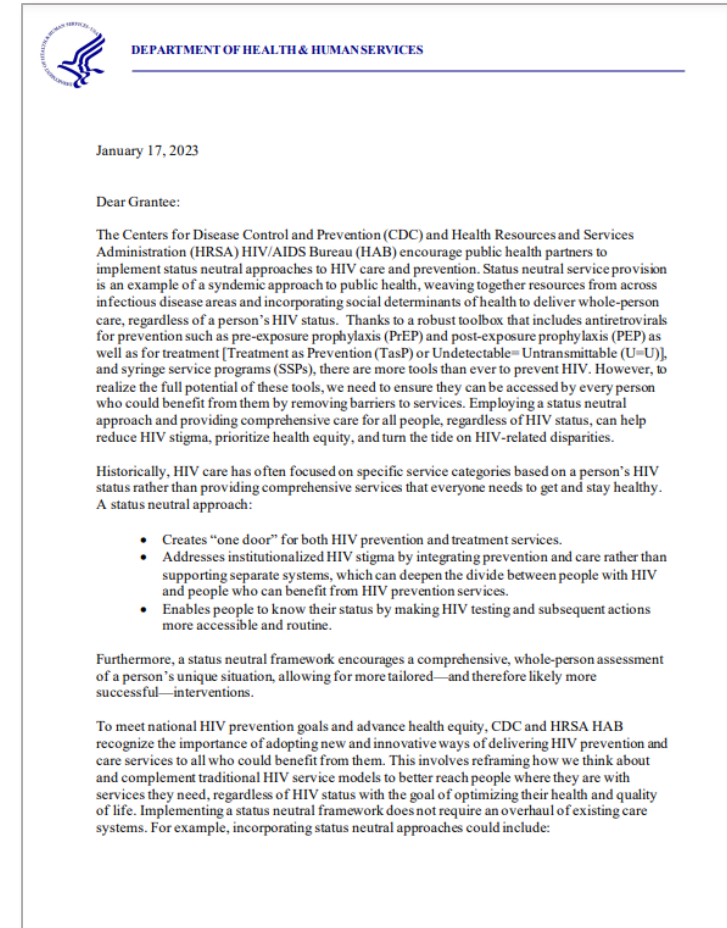 DEPARTMENT OF HEALTH & HUMAN SERVICES
January 17, 2023
Dear Grantee:
The Centers for Disease Control and Prevention (CDC) and Health Resources and Services
Administration (HRSA) HIV/AIDS Bureau (HAB) encourage public health partners to
implement status neutral approaches to HIV care and prevention. Status neutral service provision
is an example of a syndemic approach to public health, weaving together resources from across
infectious disease areas and incorporating social determinants of health to deliver whole-person
care, regardless of a person's HIV status. Thanks to a robust toolbox that includes antiretrovirals
for prevention such as pre-exposure prophylaxis (PrEP) and post-exposure prophylaxis (PEP) as
well as for treatment [Treatment as Prevention (TasP) or Undetectable= Untransmittable (U=U)],
and syringe service programs (SSPs), there are more tools than ever to prevent HIV. However, to
realize the full potential of these tools, we need to ensure they can be accessed by every person
who could benefit from them by removing barriers to services. Employing a status neutral
approach and providing comprehensive care for all people, regardless of HIV status, can help
reduce HIV stigma, prioritize health equity, and turn the tide on HIV-related disparities.
Historically, HIV care has often focused on specific service categories based on a person's HIV
status rather than providing comprehensive services that everyone needs to get and stay healthy.
A status neutral approach:
• Creates "one door" for both HIV prevention and treatment services.
• Addresses institutionalized HIV stigma by integrating prevention and care rather than
supporting separate systems, which can deepen the divide between people with HIV
and people who can benefit from HIV prevention services.
• Enables people to know their status by making HIV testing and subsequent actions
more accessible and routine.
Furthermore, a status neutral framework encourages a comprehensive, whole-person assessment
of a person's unique situation, allowing for more tailored—and therefore likely more
successful—interventions.
To meet national HIV prevention goals and advance health equity, CDC and HRSA HAB
recognize the importance of adopting new and innovative ways of delivering HIV prevention and
care services to all who could benefit from them. This involves reframing how we think about
and complement traditional HIV service models to better reach people where they are with
services they need, regardless of HIV status with the goal of optimizing their health and quality
of life. Implementing a status neutral framework does not require an overhaul of existing care
systems. For example, incorporating status neutral approaches could include: